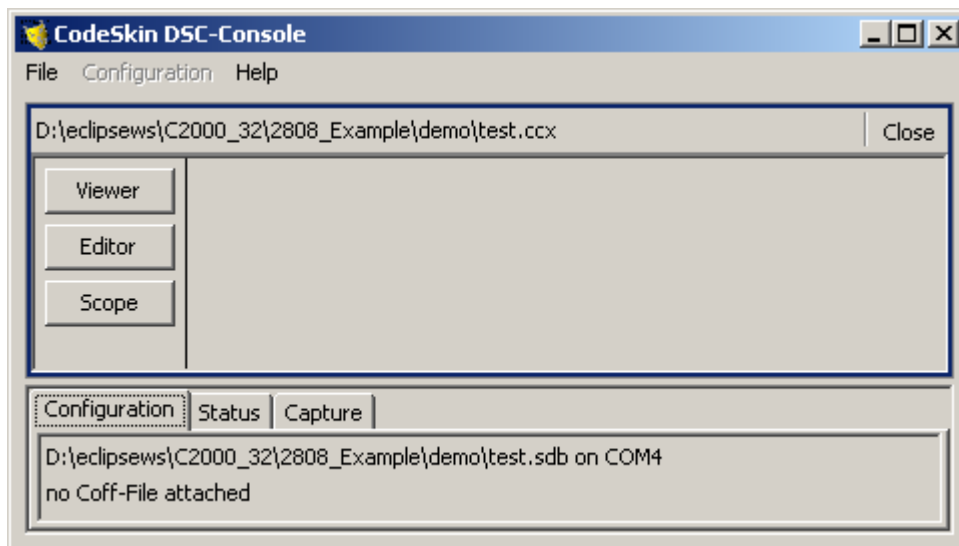 CodeSkin DSC-Console
File Configuration Help
D:\eclipsews\C2000_32\2808_Example\demo\test.ccx Close
Viewer
Editor
Scope
Configuration Status Capture
D:\eclipsews\C2000_32\2808_Example\demo\test.sdb on COM4
no Coff-File attached